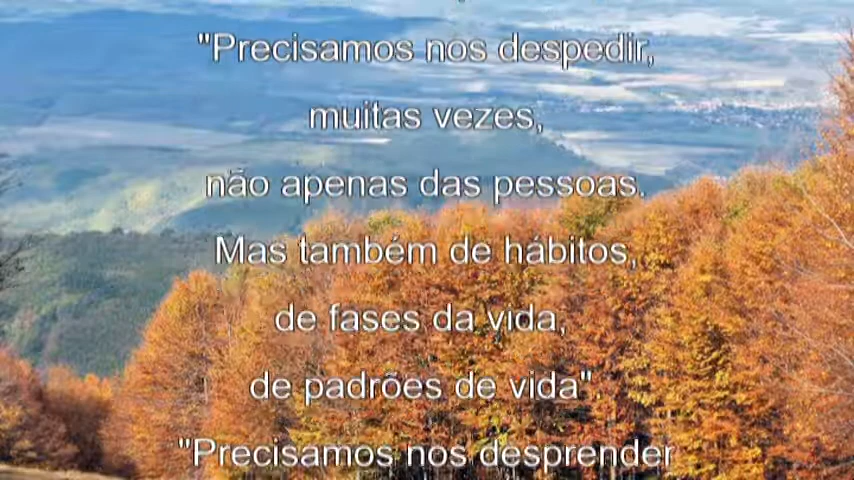 "Precisamos nos despedir,
muitas vezes,
não apenas das pessoas.
Mas também de hábitos,
de fases da vida,
de padrões de vida".
"Precisamos nos desprender